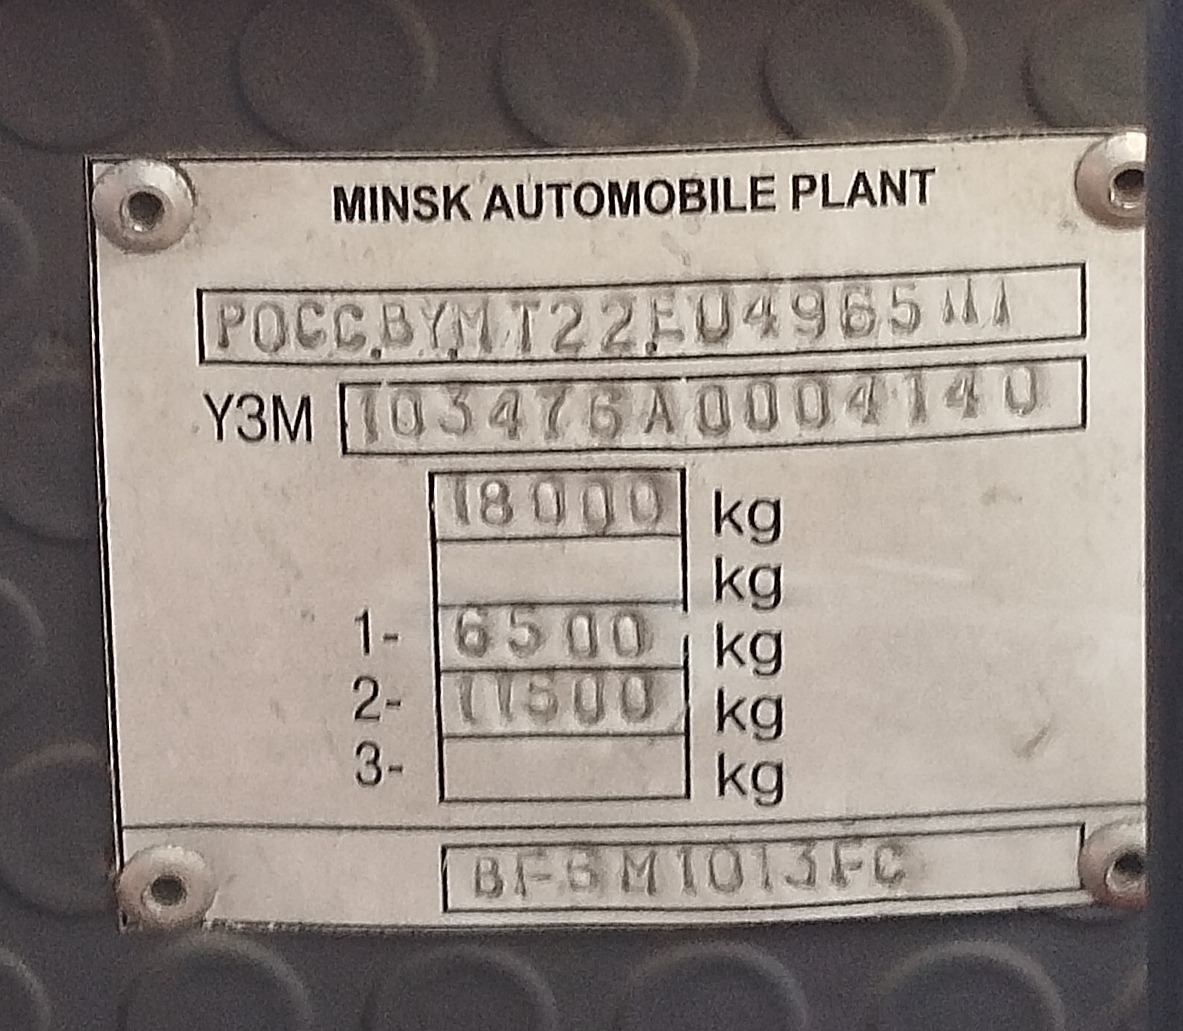 MINSK AUTOMOBILE PLANT
POCC.BY.MT22.E04965
Y3M 103476A0004140
18000 kg
kg
1- 6500 kg
2- 11500 kg
3- kg
BF6M1013FC